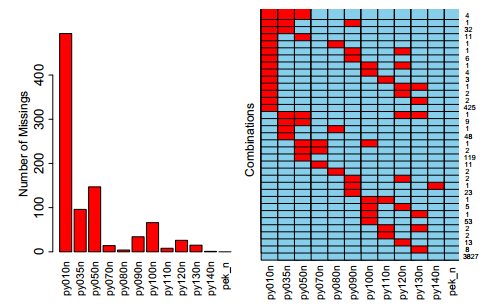 Number of Missings
0
100
200
300
400
py010n
py035n
py050n
py070n
py080n
py090n
py100n
py110n
py120n
py130n
py140n
pek_n
Combinations
4
1
32
11
1
1
6
1
4
3
1
2
2
425
1
9
1
48
1
2
119
11
2
2
1
23
1
5
1
53
2
2
13
8
3827
py010n
py035n
py050n
py070n
py080n
py090n
py100n
py110n
py120n
py130n
py140n
pek_n